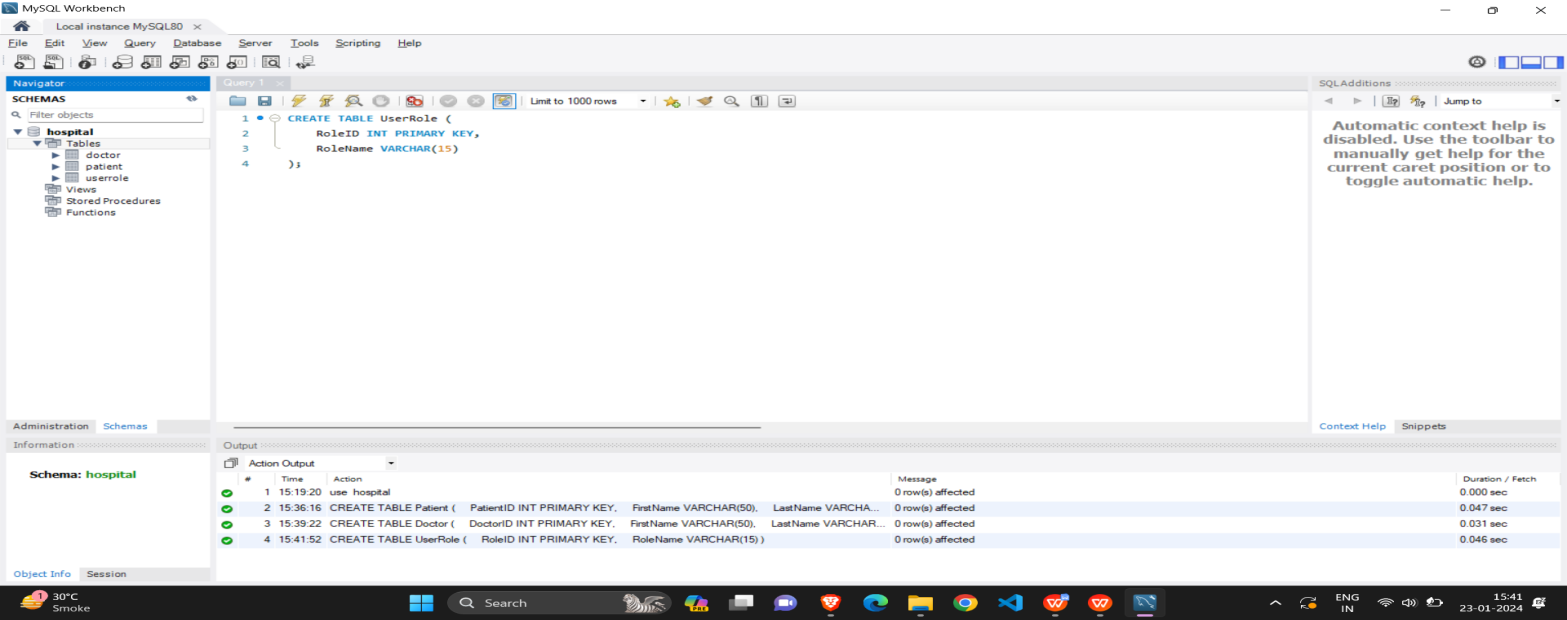 MySQL Workbench
Local instance MySQL80
File Edit View Query Database Server Tools Scripting Help
Navigator
SCHEMAS
Filter objects
hospital
Tables
doctor
patient
userrole
Views
Stored Procedures
Functions
Administration Schemas
Information
Schema: hospital
Object Info Session
Query 1
Limit to 1000 rows
1 CREATE TABLE UserRole (
2 RoleID INT PRIMARY KEY,
3 RoleName VARCHAR(15)
4 );
SQLAdditions
Jump to
Automatic context help is
disabled. Use the toolbar to
manually get help for the
current caret position or to
toggle automatic help.
Context Help Snippets
Output
Action Output
# Time Action Message Duration / Fetch
1 15:19:20 use hospital 0 row(s) affected 0.000 sec
2 15:36:16 CREATE TABLE Patient ( PatientID INT PRIMARY KEY, FirstName VARCHAR(50), LastName VARCHA... 0 row(s) affected 0.047 sec
3 15:39:22 CREATE TABLE Doctor ( DoctorID INT PRIMARY KEY, FirstName VARCHAR(50), LastName VARCHAR... 0 row(s) affected 0.031 sec
4 15:41:52 CREATE TABLE UserRole ( RoleID INT PRIMARY KEY, RoleName VARCHAR(15) ) 0 row(s) affected 0.046 sec
1
30°C
Smoke
Search
PRE
ENG
IN
15:41
23-01-2024